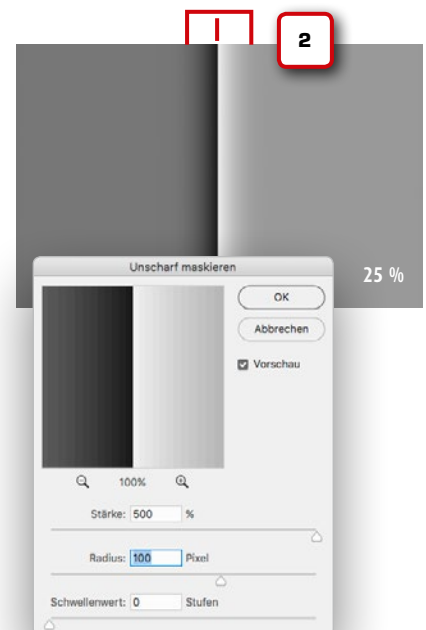 2
25 %
Unscharf maskieren
OK
Abbrechen
Vorschau
100%
Stärke: 500 %
Radius: 100 Pixel
Schwellenwert: 0 Stufen